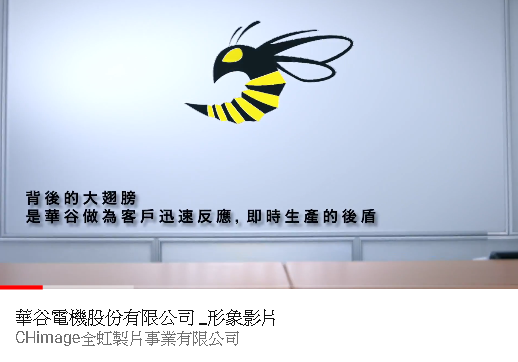 背後的大翅膀
是華谷做為客戶迅速反應, 即時生產的後盾
華谷電機股份有限公司 _形象影片
CHimage全虹製片事業有限公司